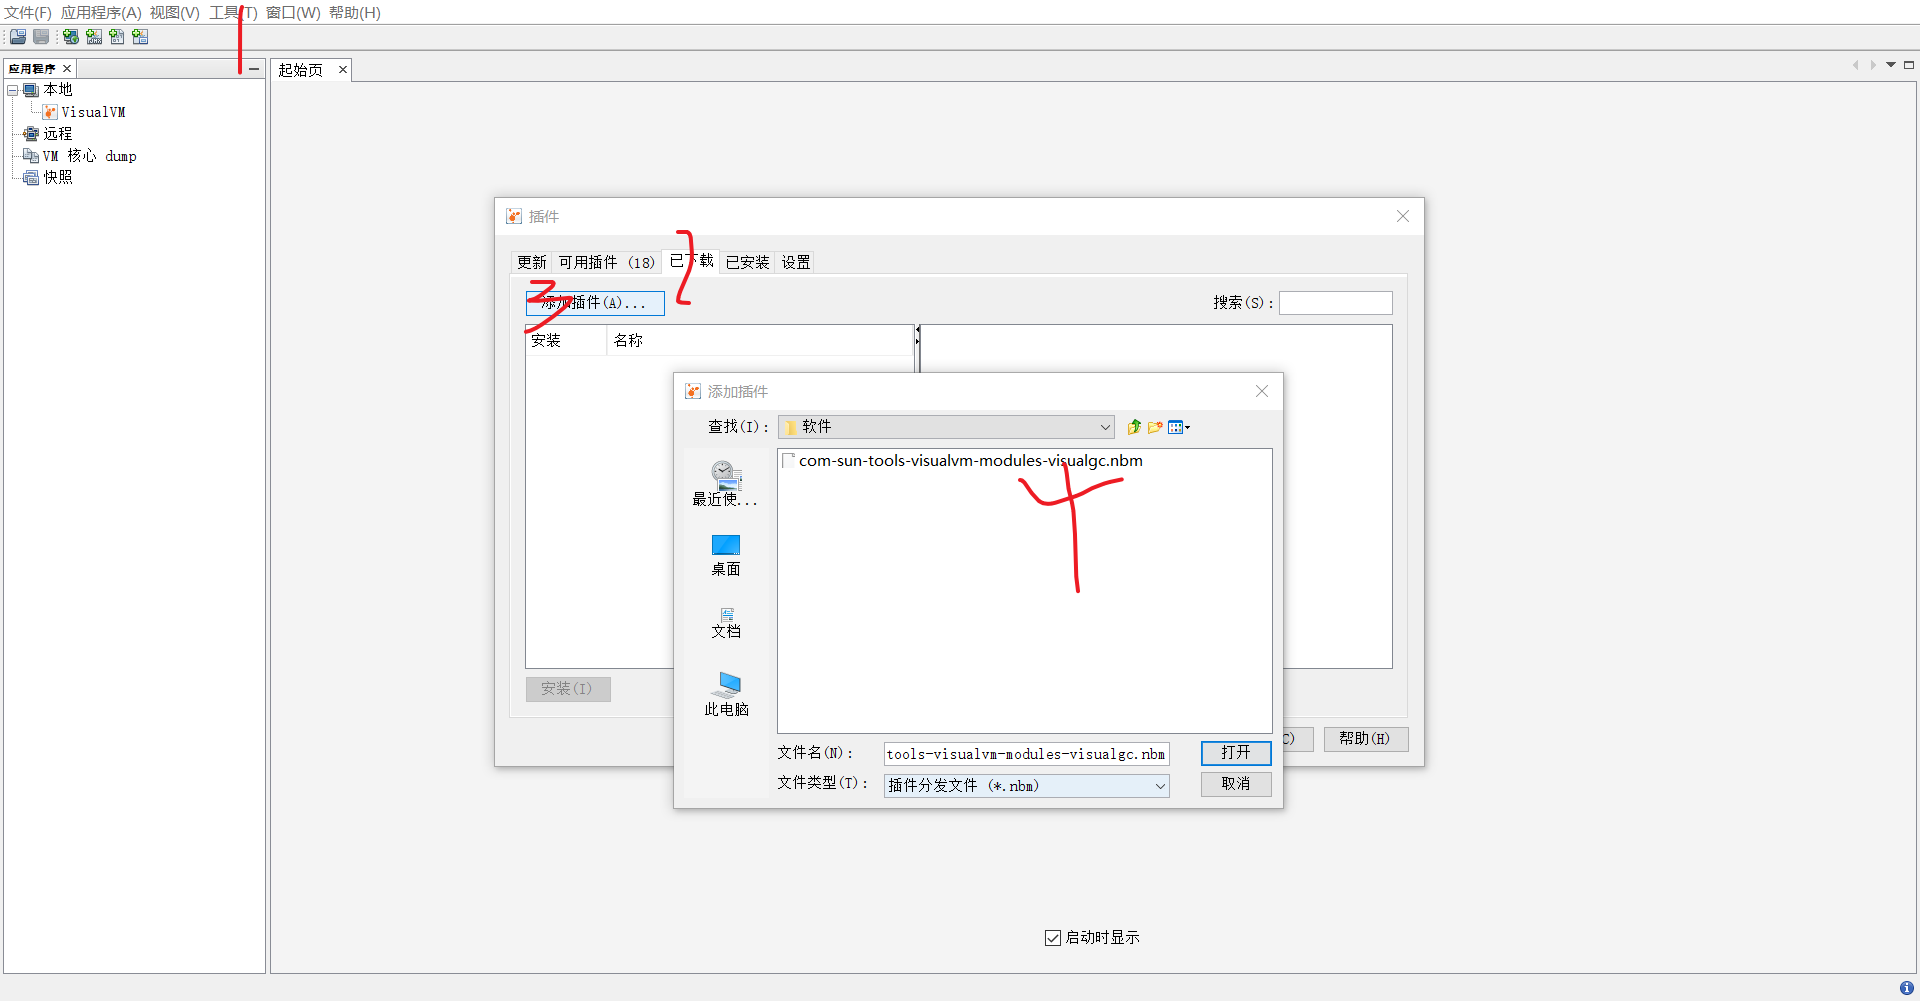 文件(F) 应用程序(A) 视图(V) 工具(T) 窗口(W) 帮助(H)
应用程序
起始页
本地
VisualVM
远程
VM 核心 dump
快照
插件
更新 可用插件 (18) 已下载 已安装 设置
添加插件(A)...
搜索(S):
安装 名称
添加插件
查找(I): 软件
com-sun-tools-visualvm-modules-visualgc.nbm
最近使...
桌面
文档
此电脑
安装(I)
文件名(N): tools-visualvm-modules-visualgc.nbm 打开
文件类型(T): 插件分发文件 (*.nbm) 取消
C) 帮助(H)
启动时显示
1
2
3
4